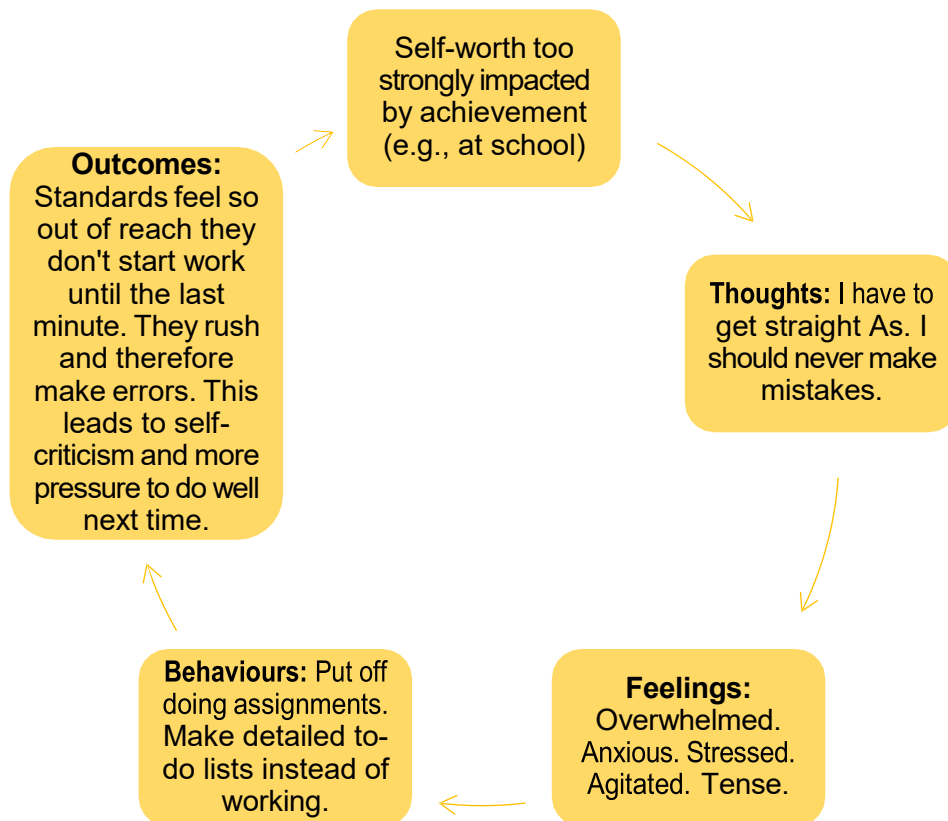 Self-worth too
strongly impacted
by achievement
(e.g., at school)
Thoughts: I have to
get straight As. I
should never make
mistakes.
Feelings:
Overwhelmed.
Anxious. Stressed.
Agitated. Tense.
Behaviours: Put off
doing assignments.
Make detailed to-
do lists instead of
working.
Outcomes:
Standards feel so
out of reach they
don't start work
until the last
minute. They rush
and therefore
make errors. This
leads to self-
criticism and more
pressure to do well
next time.